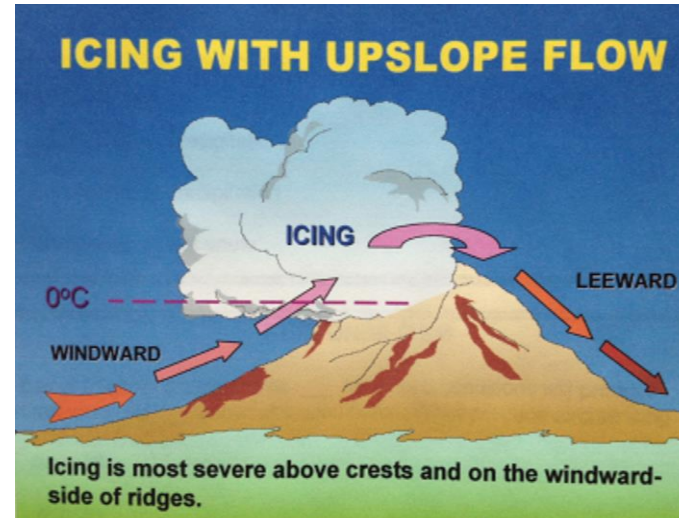 ICING WITH UPSLOPE FLOW
ICING
LEEWARD
0°C
WINDWARD
Icing is most severe above crests and on the windward-
side of ridges.